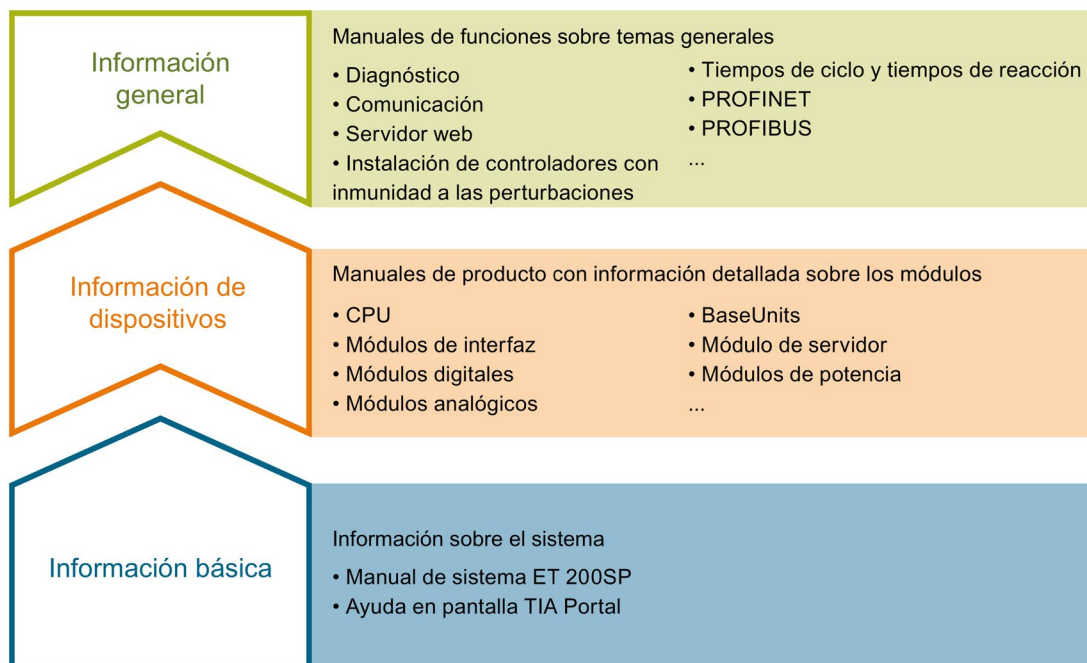 Información
general
Manuales de funciones sobre temas generales
• Diagnóstico
• Comunicación
• Servidor web
• Instalación de controladores con
inmunidad a las perturbaciones
• Tiempos de ciclo y tiempos de reacción
• PROFINET
• PROFIBUS
...
Información de
dispositivos
Manuales de producto con información detallada sobre los módulos
• CPU
• Módulos de interfaz
• Módulos digitales
• Módulos analógicos
• BaseUnits
• Módulo de servidor
• Módulos de potencia
...
Información básica
Información sobre el sistema
• Manual de sistema ET 200SP
• Ayuda en pantalla TIA Portal